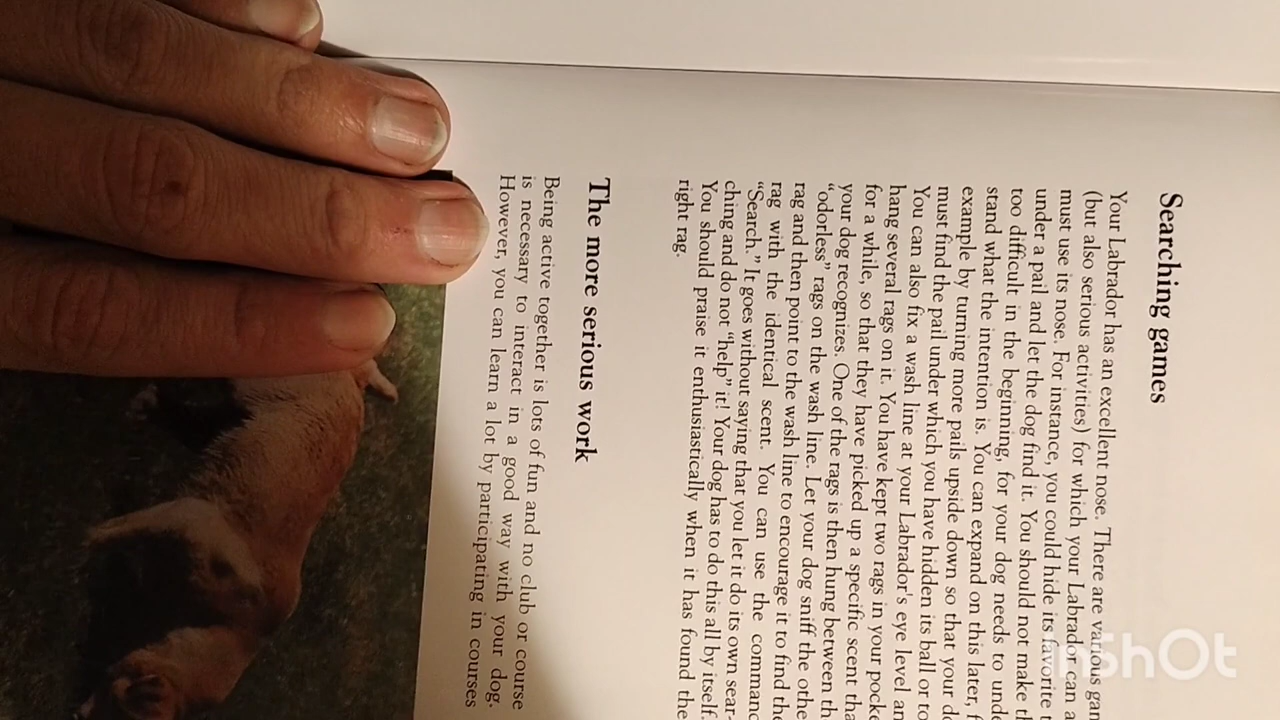 Searching games
Your Labrador has an excellent nose. There are various
(but also serious activities) for which your Labrador can
must use its nose. For instance, you could hide its favorite
under a pail and let the dog find it. You should not make
too difficult in the beginning, for your dog needs to
stand what the intention is. You can expand on this later,
example by turning more pails upside down so that your
must find the pail under which you have hidden its ball or
You can also fix a wash line at your Labrador's eye level
hang several rags on it. You have kept two rags in your
for a while, so that they have picked up a specific scent
your dog recognizes. One of the rags is then hung between
"odorless" rags on the wash line. Let your dog sniff the
rag and then point to the wash line to encourage it to find
rag with the identical scent. You can use the
"Search." It goes without saying that you let it do its own sear-
ching and do not "help" it! Your dog has to do this all by itself.
You should praise it enthusiastically when it has found the
right rag.
The more serious work
Being active together is lots of fun and no club or course
is necessary to interact in a good way with your dog.
However, you can learn a lot by participating in courses
InShot